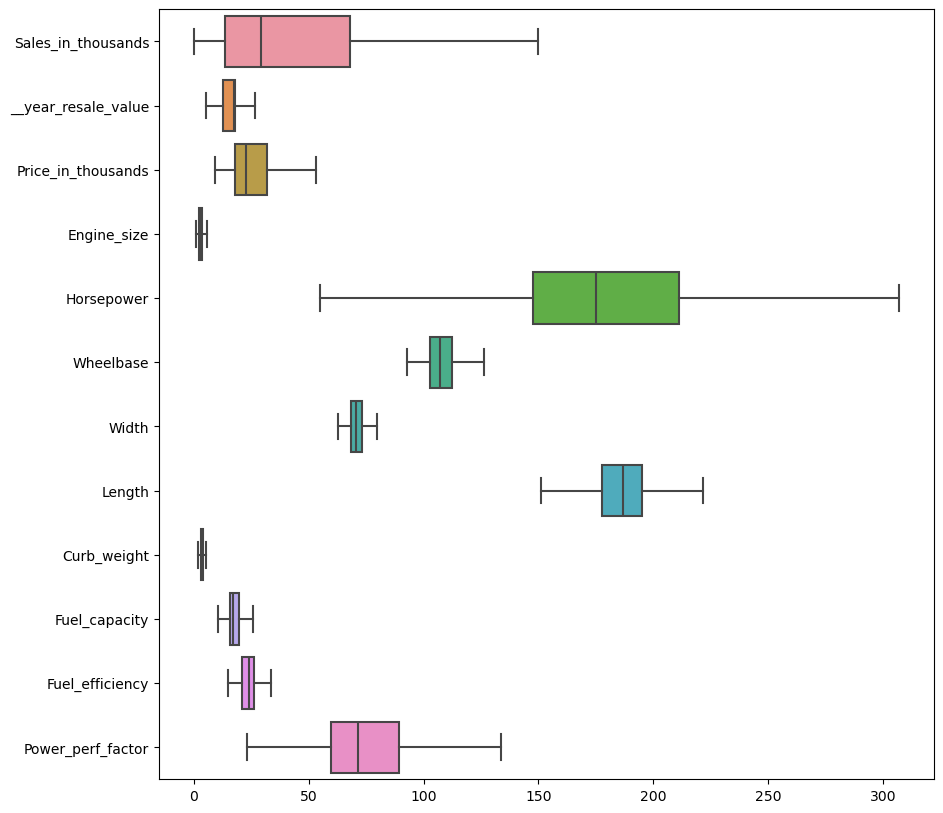 Sales_in_thousands
__year_resale_value
Price_in_thousands
Engine_size
Horsepower
Wheelbase
Width
Length
Curb_weight
Fuel_capacity
Fuel_efficiency
Power_perf_factor
0 50 100 150 200 250 300